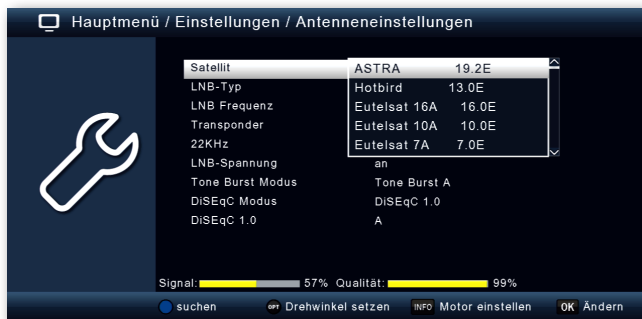 Hauptmenü / Einstellungen / Antenneneinstellungen
Satellit ASTRA 19.2E
LNB-Typ Hotbird 13.0E
LNB Frequenz Eutelsat 16A 16.0E
Transponder Eutelsat 10A 10.0E
22KHz Eutelsat 7A 7.0E
LNB-Spannung an
Tone Burst Modus Tone Burst A
DiSEqC Modus DiSEqC 1.0
DiSEqC 1.0 A
Signal: 57% Qualität: 99%
suchen OPT Drehwinkel setzen INFO Motor einstellen OK Ändern